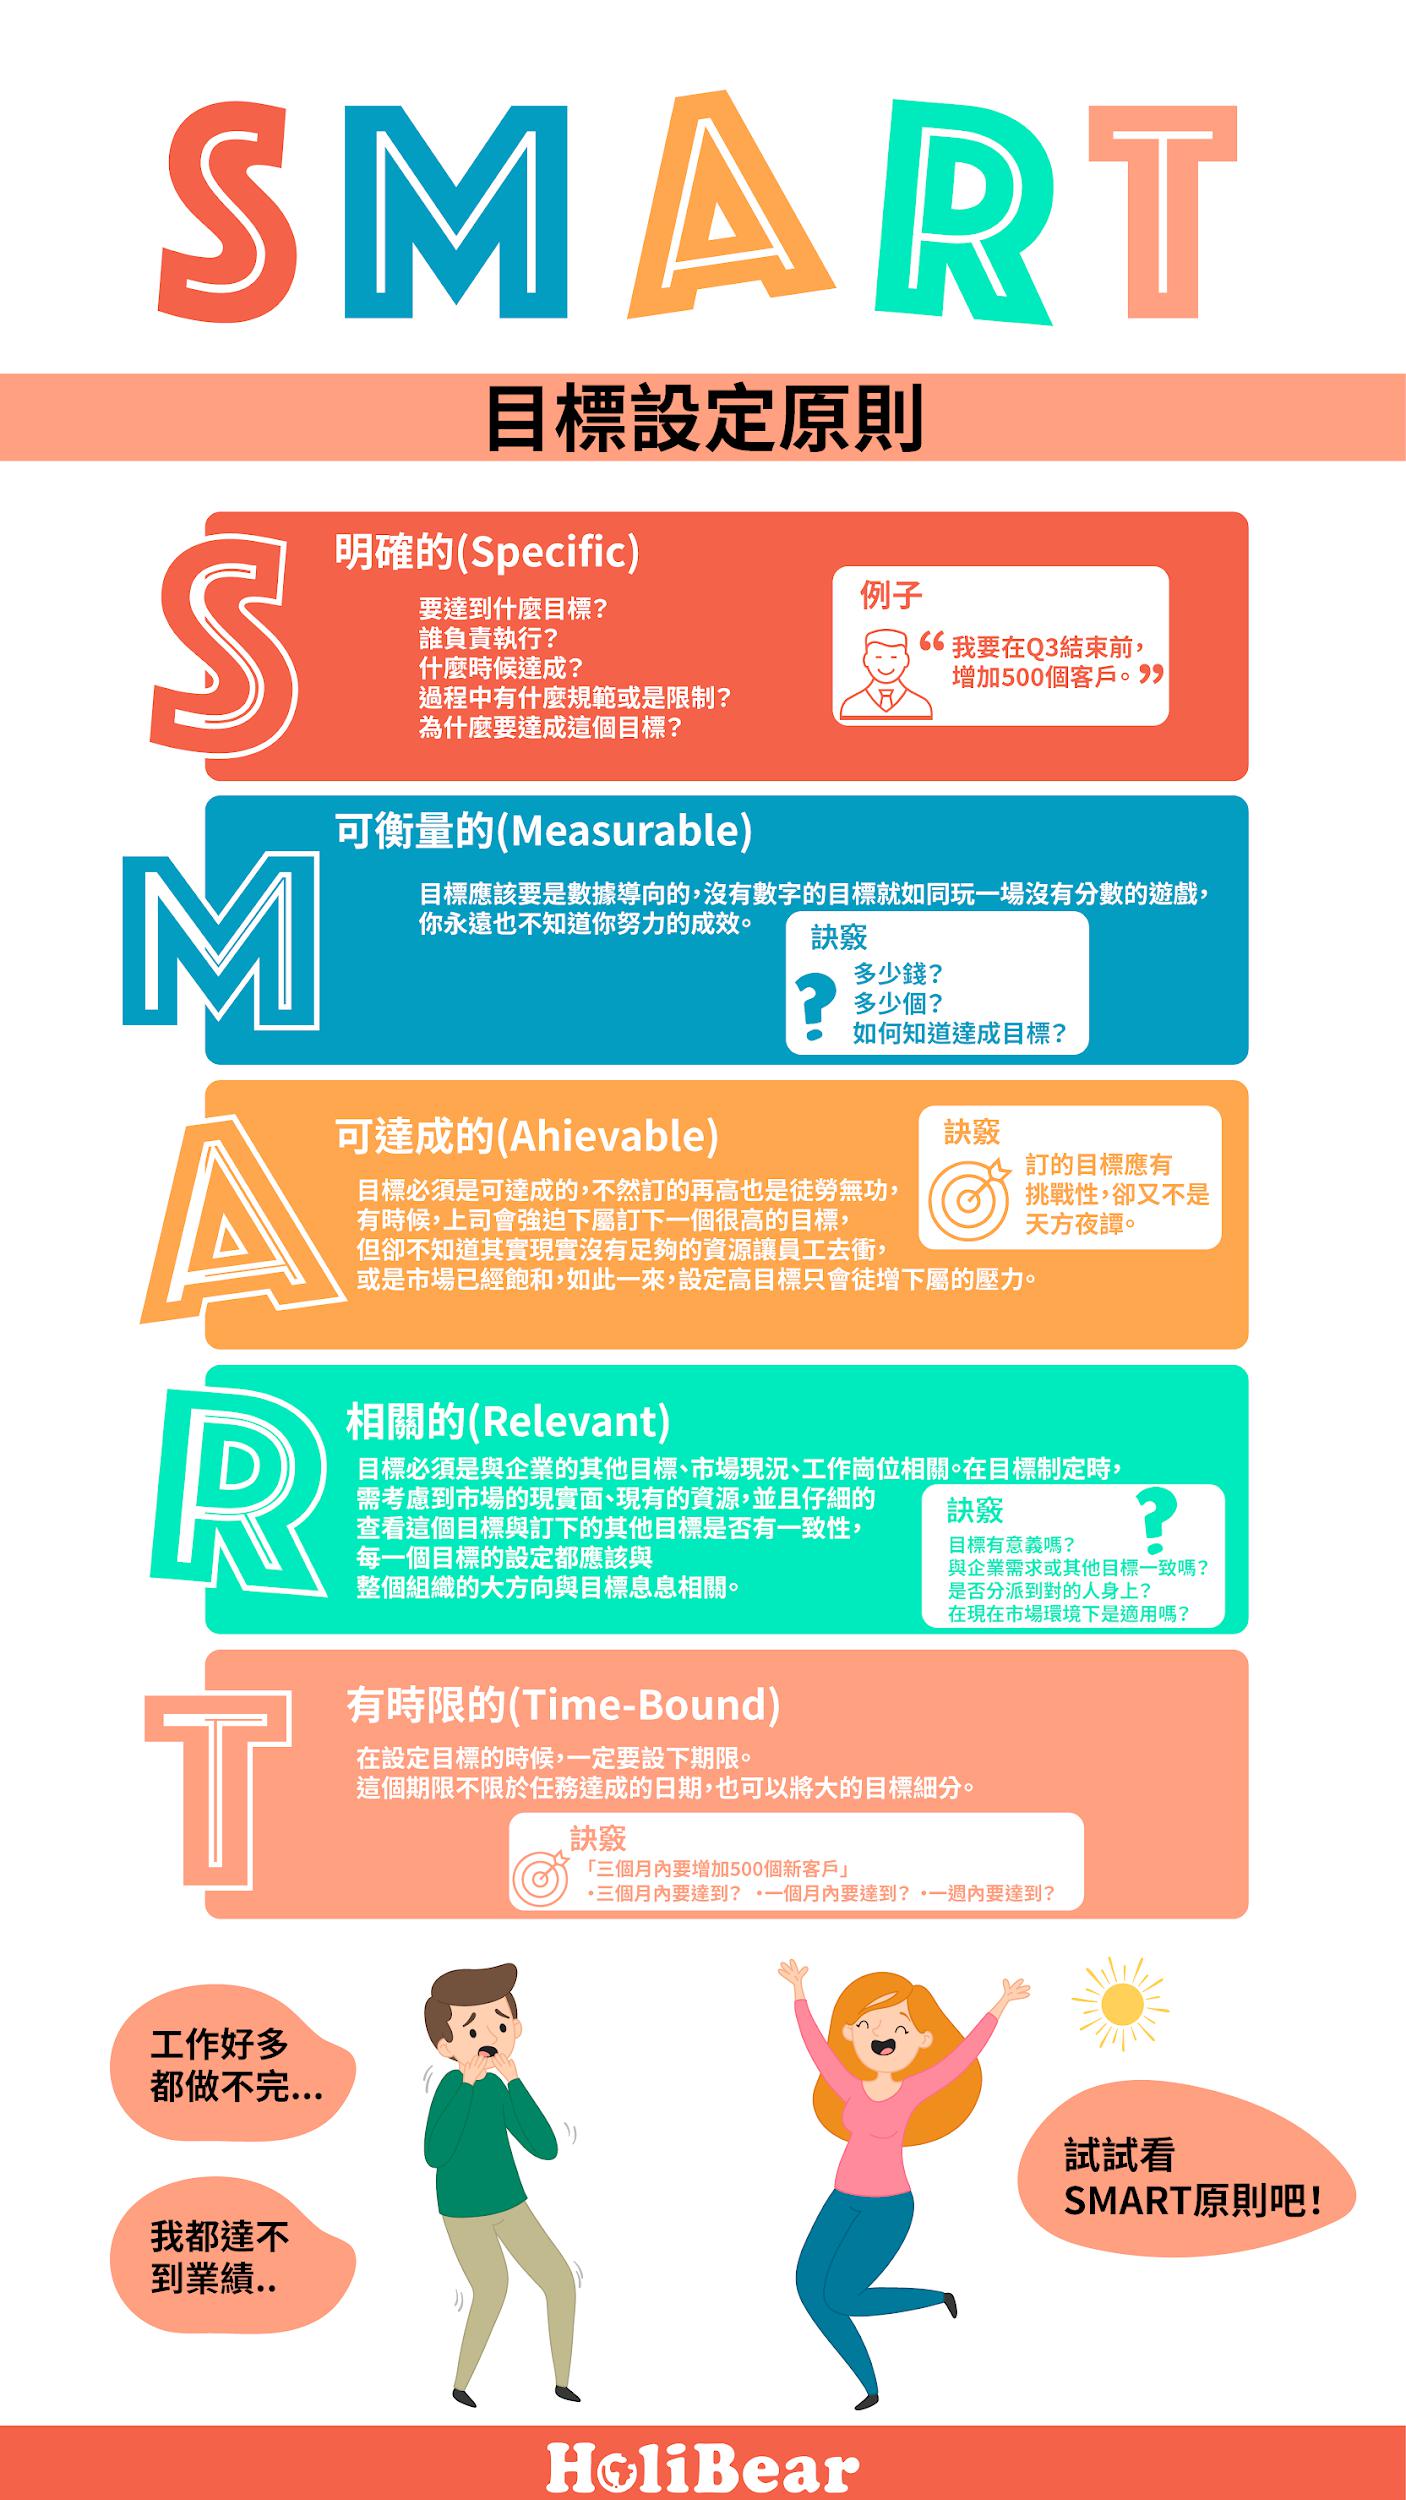 SMART
目標設定原則
S
明確的(Specific)
要達到什麼目標？
誰負責執行？
什麼時候達成？
過程中有什麼規範或是限制？
為什麼要達成這個目標？
例子
“我要在Q3結束前，
增加500個客戶。”
M
可衡量的(Measurable)
目標應該要是數據導向的，沒有數字的目標就如同玩一場沒有分數的遊戲，
你永遠也不知道你努力的成效。
訣竅
?
多少錢？
多少個？
如何知道達成目標？
A
可達成的(Ahievable)
目標必須是可達成的，不然訂的再高也是徒勞無功，
有時候，上司會強迫下屬訂下一個很高的目標，
但卻不知道其實現實沒有足夠的資源讓員工去衝，
或是市場已經飽和，如此一來，設定高目標只會徒增下屬的壓力。
訣竅
訂的目標應有
挑戰性，卻又不是
天方夜譚。
R
相關的(Relevant)
目標必須是與企業的其他目標、市場現況、工作崗位相關。在目標制定時，
需考慮到市場的現實面、現有的資源，並且仔細的
查看這個目標與訂下的其他目標是否有一致性，
每一個目標的設定都應該與
整個組織的大方向與目標息息相關。
訣竅
?
目標有意義嗎？
與企業需求或其他目標一致嗎？
是否分派到對的人身上？
在現在市場環境下是適用嗎？
T
有時限的(Time-Bound)
在設定目標的時候，一定要設下期限。
這個期限不限於任務達成的日期，也可以將大的目標細分。
訣竅
「三個月內要增加500個新客戶」
·三個月內要達到？ ·一個月內要達到？ ·一週內要達到？
工作好多
都做不完...
我都達不
到業績..
試試看
SMART原則吧！
HoliBear